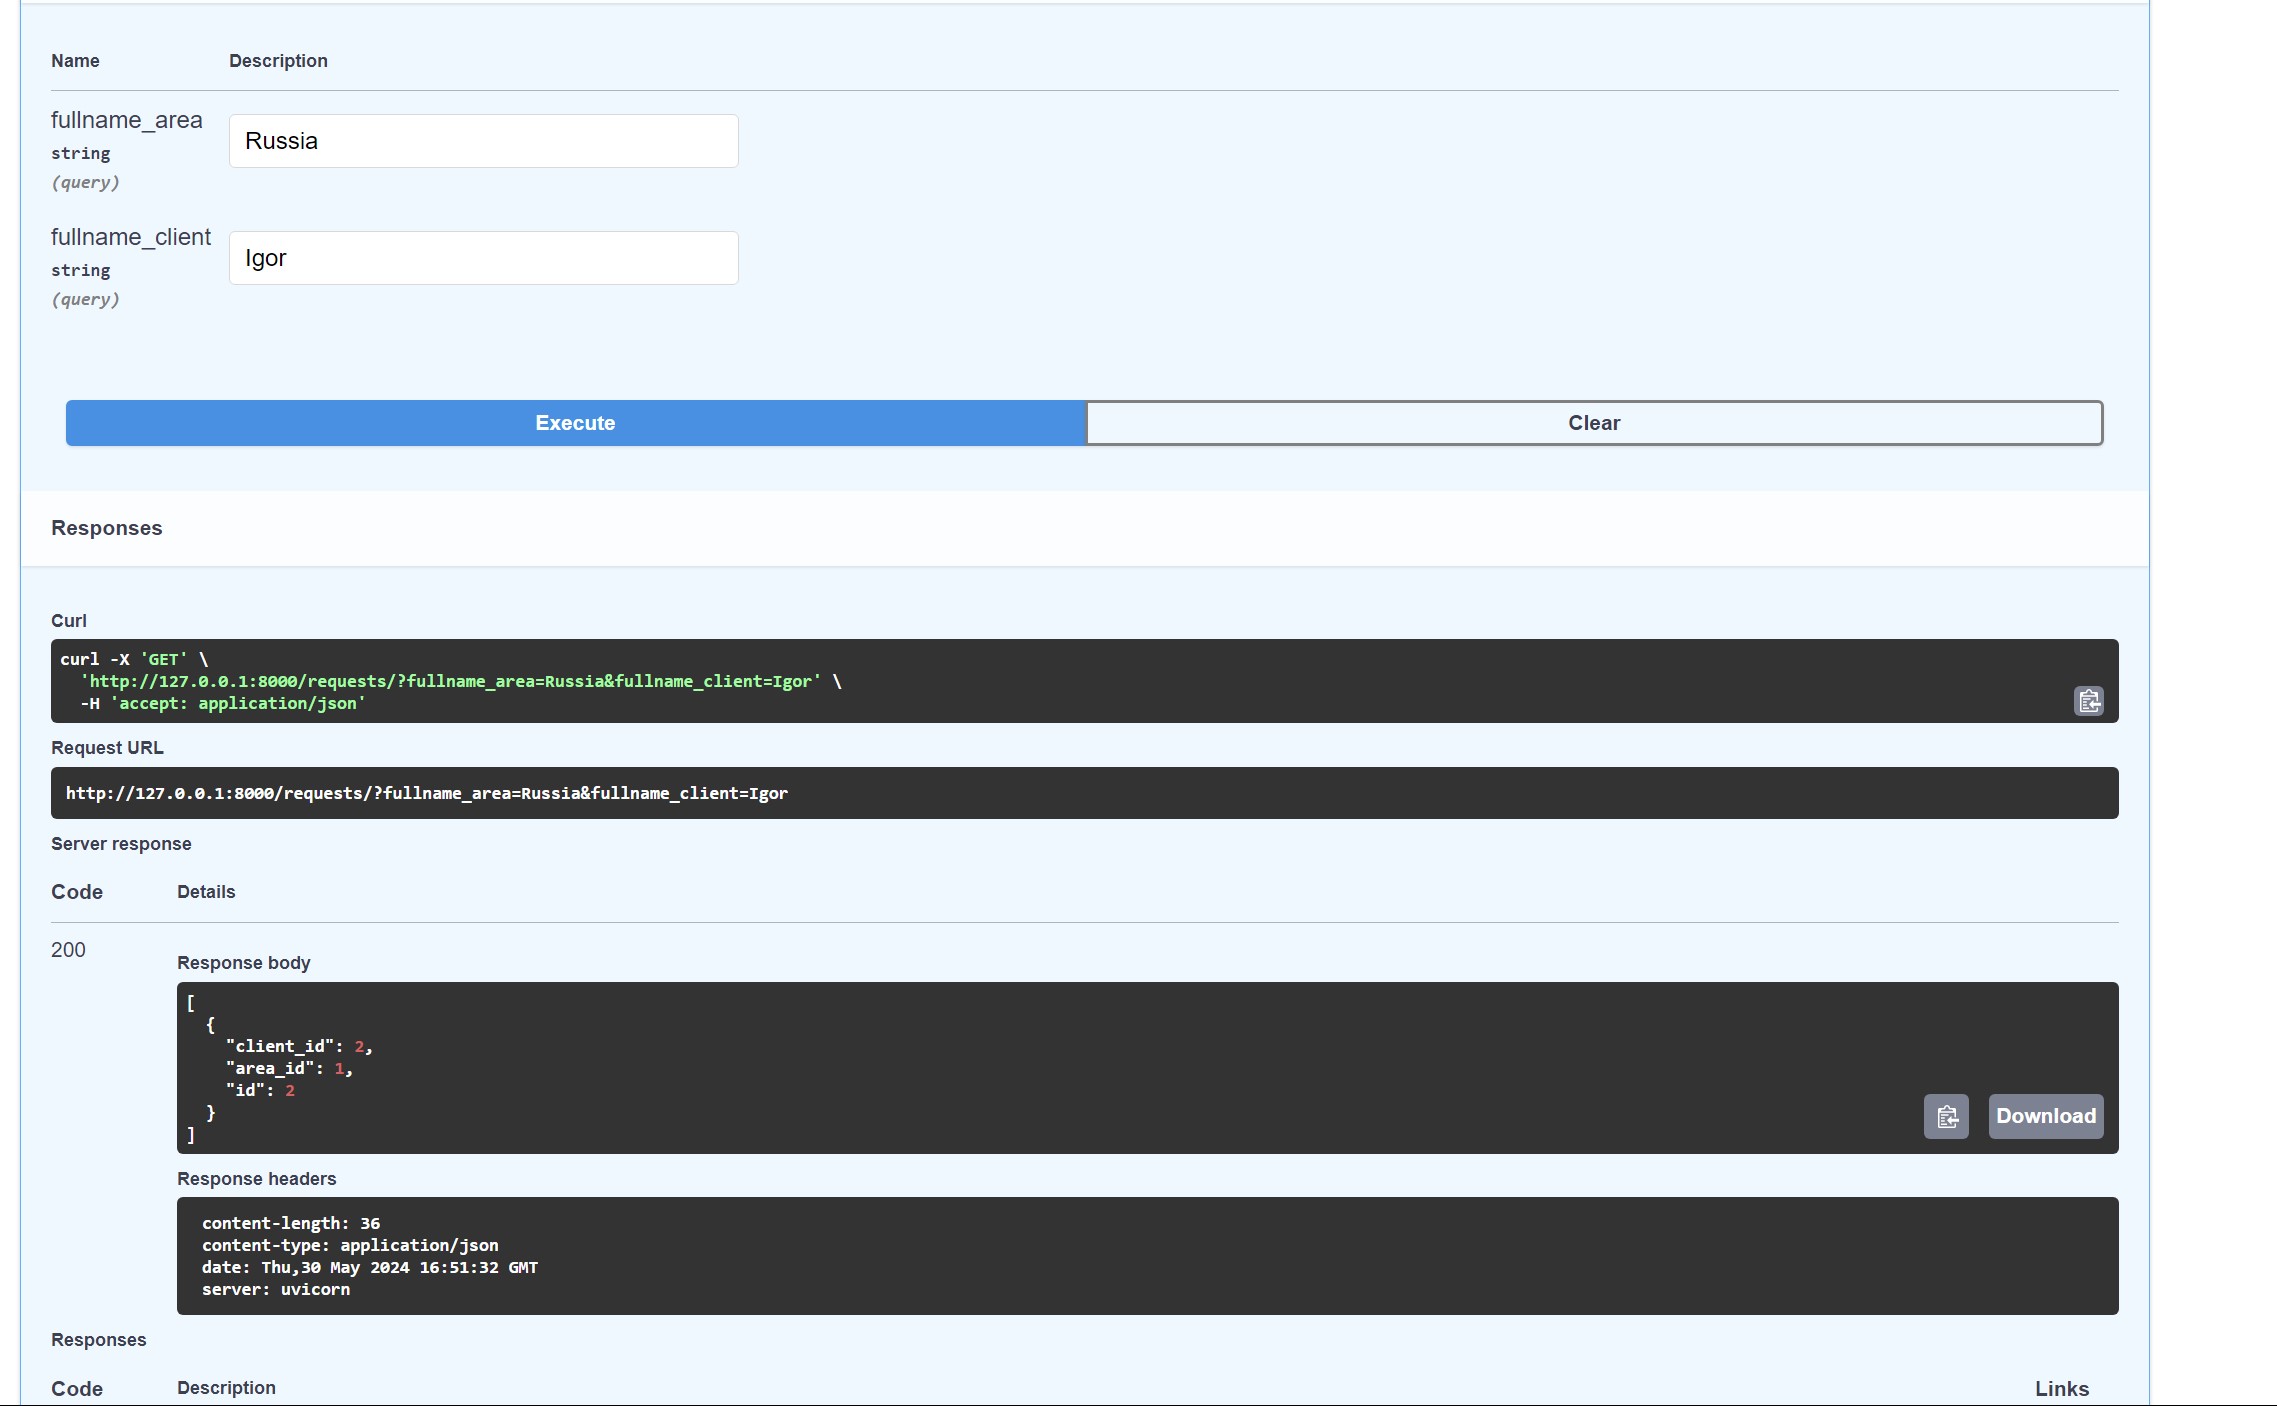 Name Description
fullname_area
string
(query)
Russia
fullname_client
string
(query)
Igor
Execute Clear
Responses
Curl
curl -X 'GET' \
  'http://127.0.0.1:8000/requests/?fullname_area=Russia&fullname_client=Igor' \
  -H 'accept: application/json'
Request URL
http://127.0.0.1:8000/requests/?fullname_area=Russia&fullname_client=Igor
Server response
Code Details
200
Response body
[
  {
    "client_id": 2,
    "area_id": 1,
    "id": 2
  }
]
Download
Response headers
content-length: 36
content-type: application/json
date: Thu,30 May 2024 16:51:32 GMT
server: uvicorn
Responses
Code Description Links